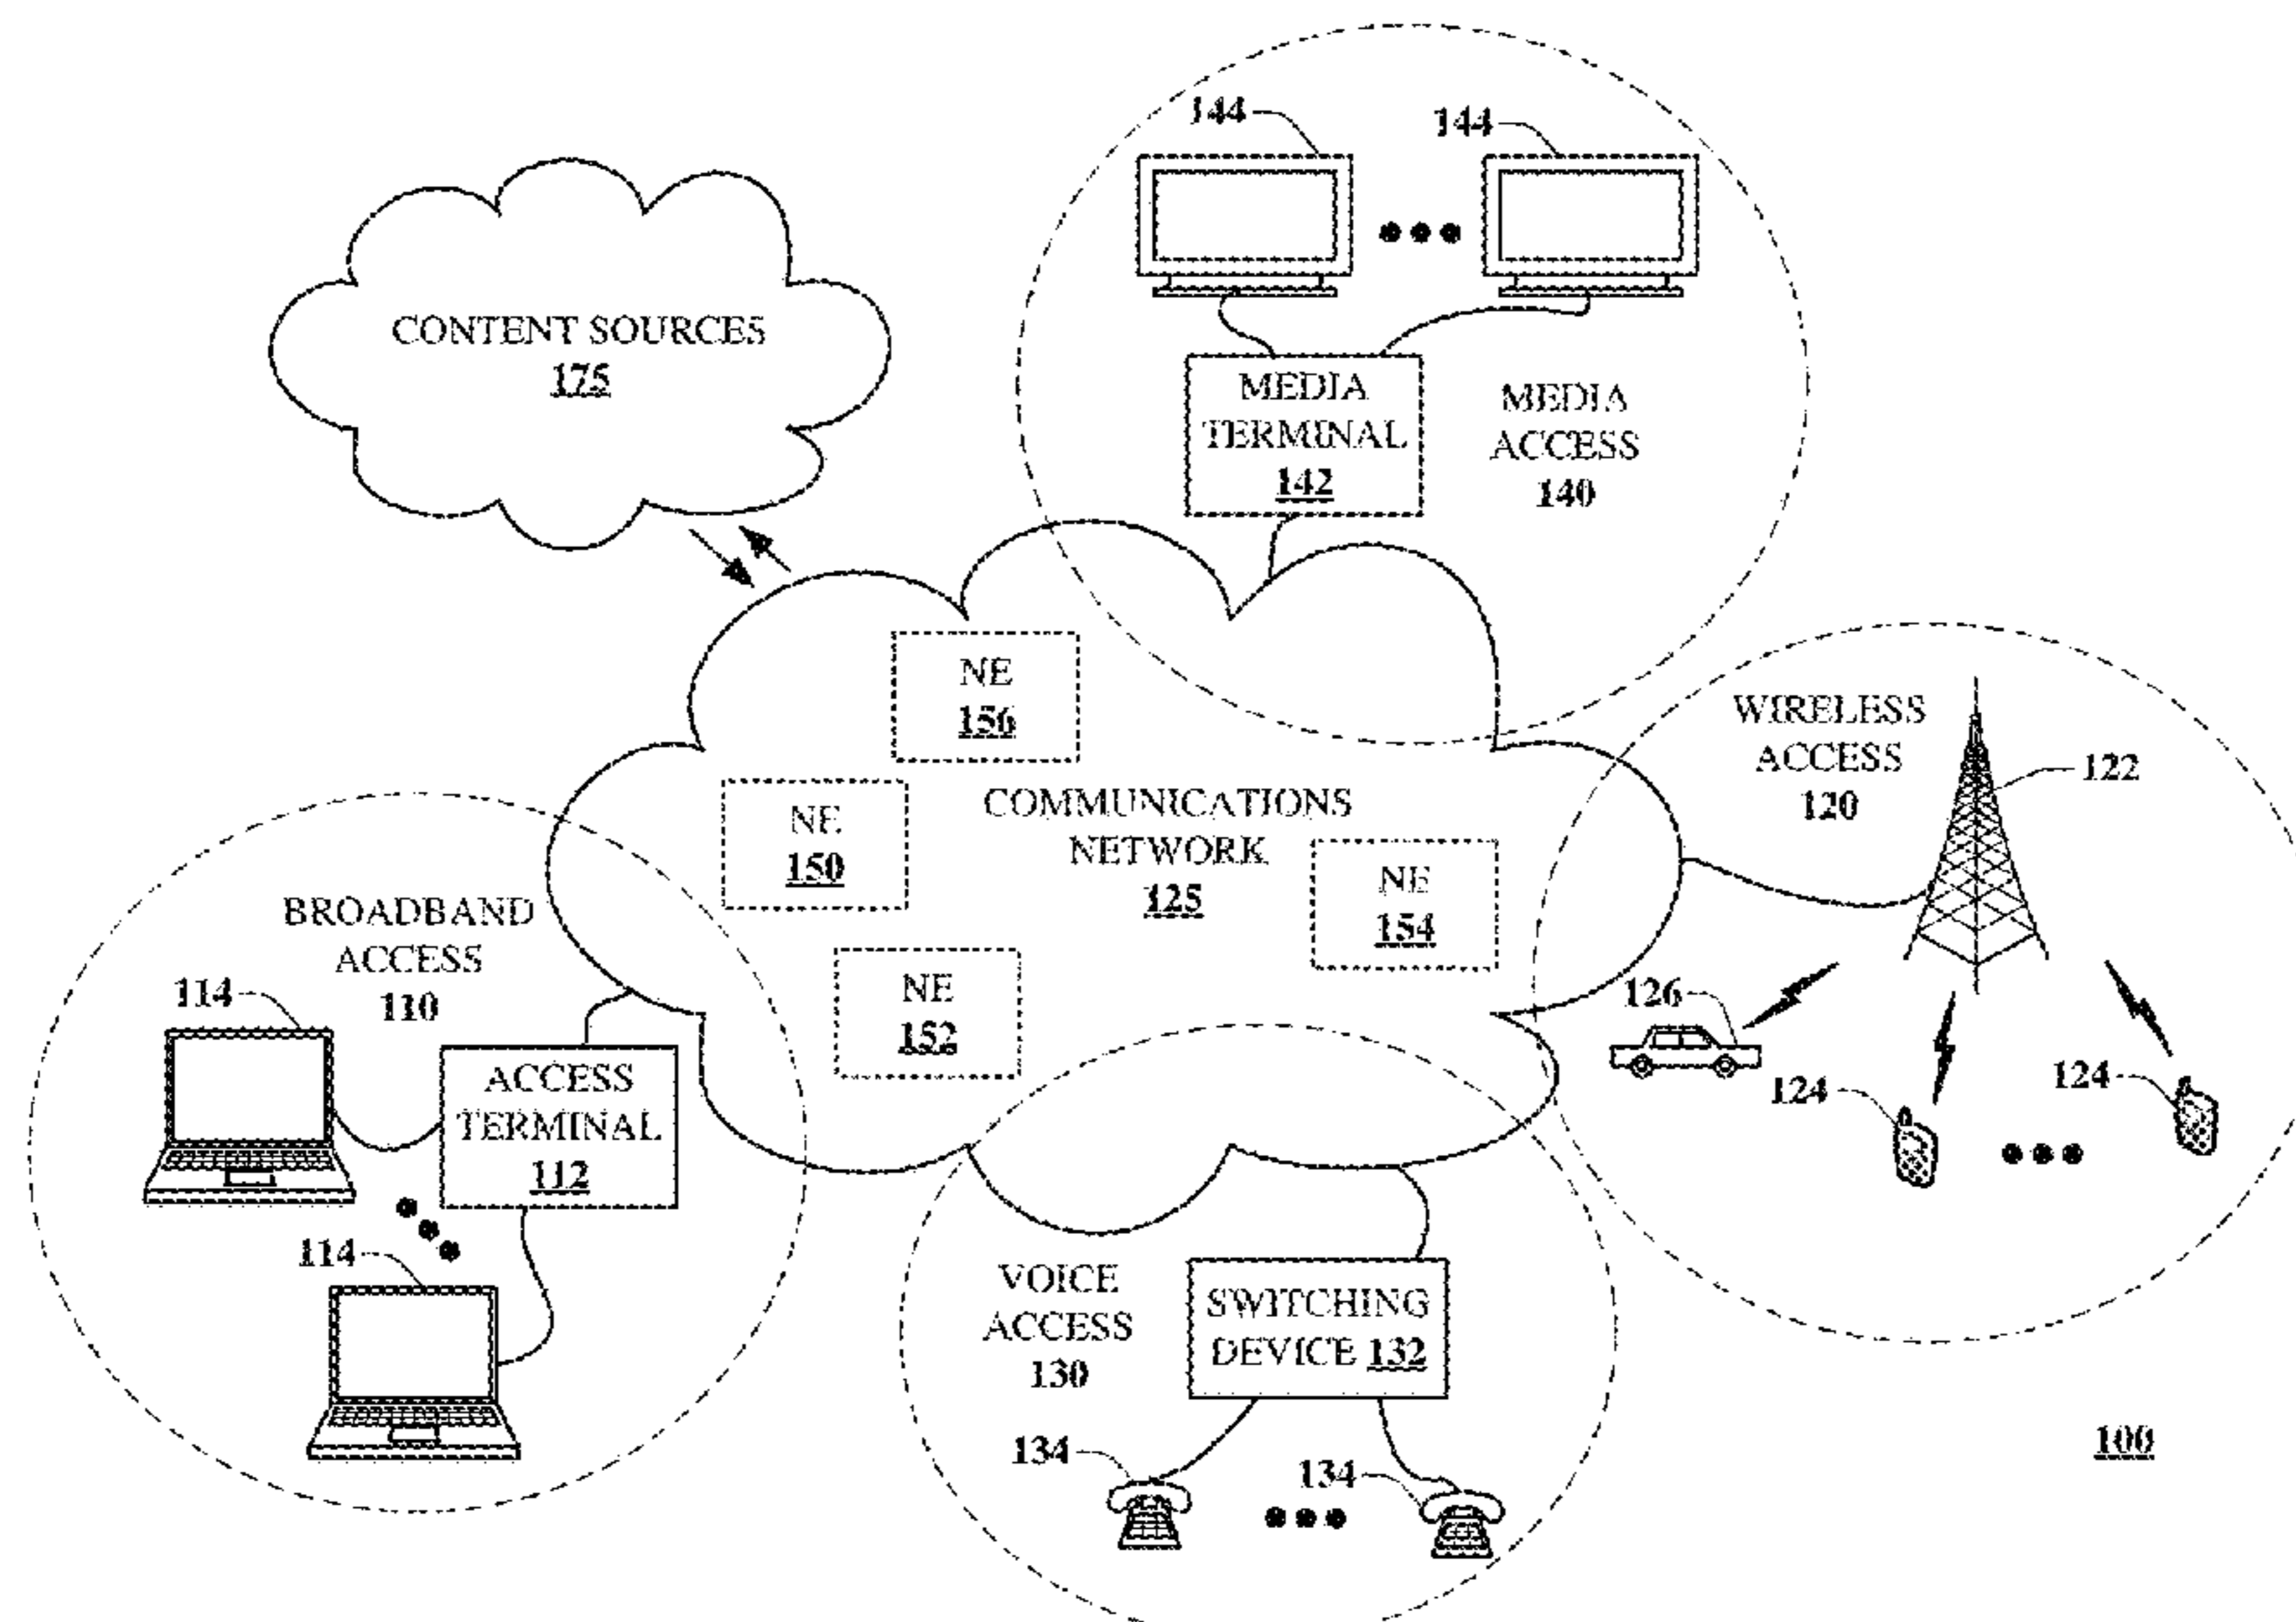 144
144
CONTENT SOURCES
175
MEDIA
TERMINAL
142
MEDIA
ACCESS
140
NE
156
WIRELESS
ACCESS
120
122
NE
150
COMMUNICATIONS
NETWORK
125
NE
154
BROADBAND
ACCESS
110
114
NE
152
126
124
124
ACCESS
TERMINAL
112
114
VOICE
ACCESS
130
SWITCHING
DEVICE 132
134
134
100